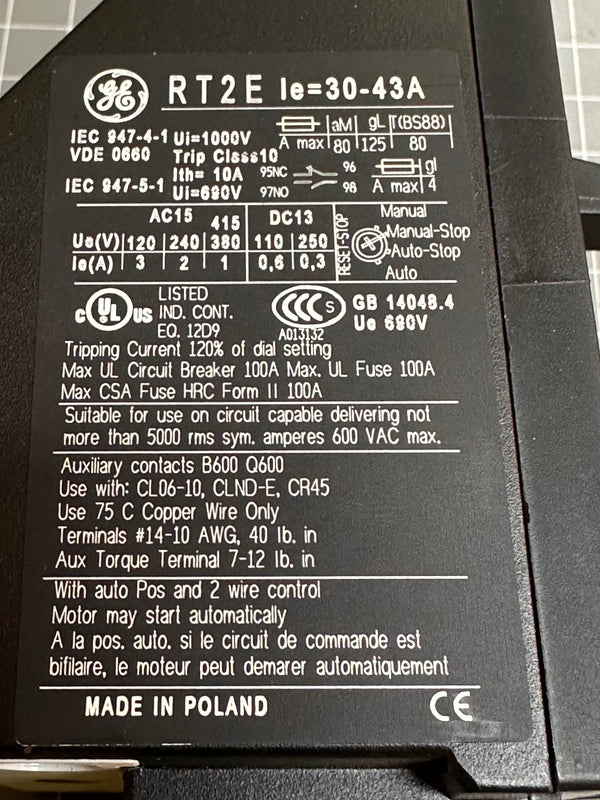 GE RT2E Ie=30-43A
IEC 947-4-1 Ui=1000V
VDE 0660 Trip Class10
IEC 947-5-1 Ith= 10A
Ui=690V
95NC 96
97NO 98
aM gL T(BS88)
A max 80 125 80
gl
A max 4
AC15 DC13
415
Ue(V) 120 240 380 110 250
Ie(A) 3 2 1 0,6 0,3
RESET-STOP
Manual
Manual-Stop
Auto-Stop
Auto
c UL us LISTED
IND. CONT.
EQ. 12D9
CCC S
A013132
GB 14048.4
Ue 690V
Tripping Current 120% of dial setting
Max UL Circuit Breaker 100A Max. UL Fuse 100A
Max CSA Fuse HRC Form II 100A
Suitable for use on circuit capable delivering not
more than 5000 rms sym. amperes 600 VAC max.
Auxiliary contacts B600 Q600
Use with: CL06-10, CLND-E, CR45
Use 75 C Copper Wire Only
Terminals #14-10 AWG, 40 lb. in
Aux Torque Terminal 7-12 lb. in
With auto Pos and 2 wire control
Motor may start automatically
A la pos. auto. si le circuit de commande est
bifilaire, le moteur peut demarer automatiquement
MADE IN POLAND CE